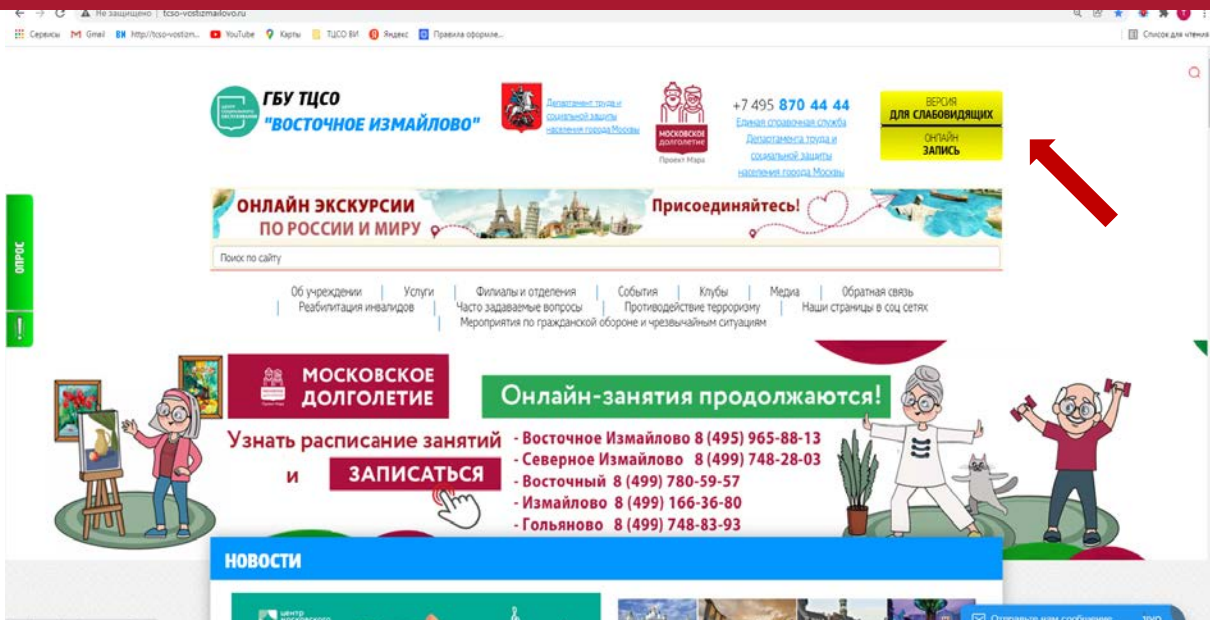 Не защищено | tcso-vostizmailovo.ru
Сервисы Gmail http://tcso-vostizm... YouTube Карты ТЦСО ВИ Яндекс Правила оформле... Список для чтения
ГБУ ТЦСО
"ВОСТОЧНОЕ ИЗМАЙЛОВО"
Департамент труда и
социальной защиты
населения города Москвы
МОСКОВСКОЕ
ДОЛГОЛЕТИЕ
Проект Мэра
+7 495 870 44 44
Единая справочная служба
Департамента труда и
социальной защиты
населения города Москвы
ВЕРСИЯ
ДЛЯ СЛАБОВИДЯЩИХ
ОНЛАЙН
ЗАПИСЬ
ОНЛАЙН ЭКСКУРСИИ
ПО РОССИИ И МИРУ
Присоединяйтесь!
Поиск по сайту
ОПРОС
!
Об учреждении | Услуги | Филиалы и отделения | События | Клубы | Медиа | Обратная связь
| Реабилитация инвалидов | Часто задаваемые вопросы | Противодействие терроризму | Наши страницы в соц сетях
| Мероприятия по гражданской обороне и чрезвычайным ситуациям
МОСКОВСКОЕ
ДОЛГОЛЕТИЕ
Онлайн-занятия продолжаются!
Узнать расписание занятий
и ЗАПИСАТЬСЯ
- Восточное Измайлово 8 (495) 965-88-13
- Северное Измайлово 8 (499) 748-28-03
- Восточный 8 (499) 780-59-57
- Измайлово 8 (499) 166-36-80
- Гольяново 8 (499) 748-83-93
НОВОСТИ
ЦЕНТР
МОСКОВСКОГО
Отправьте нам сообщение